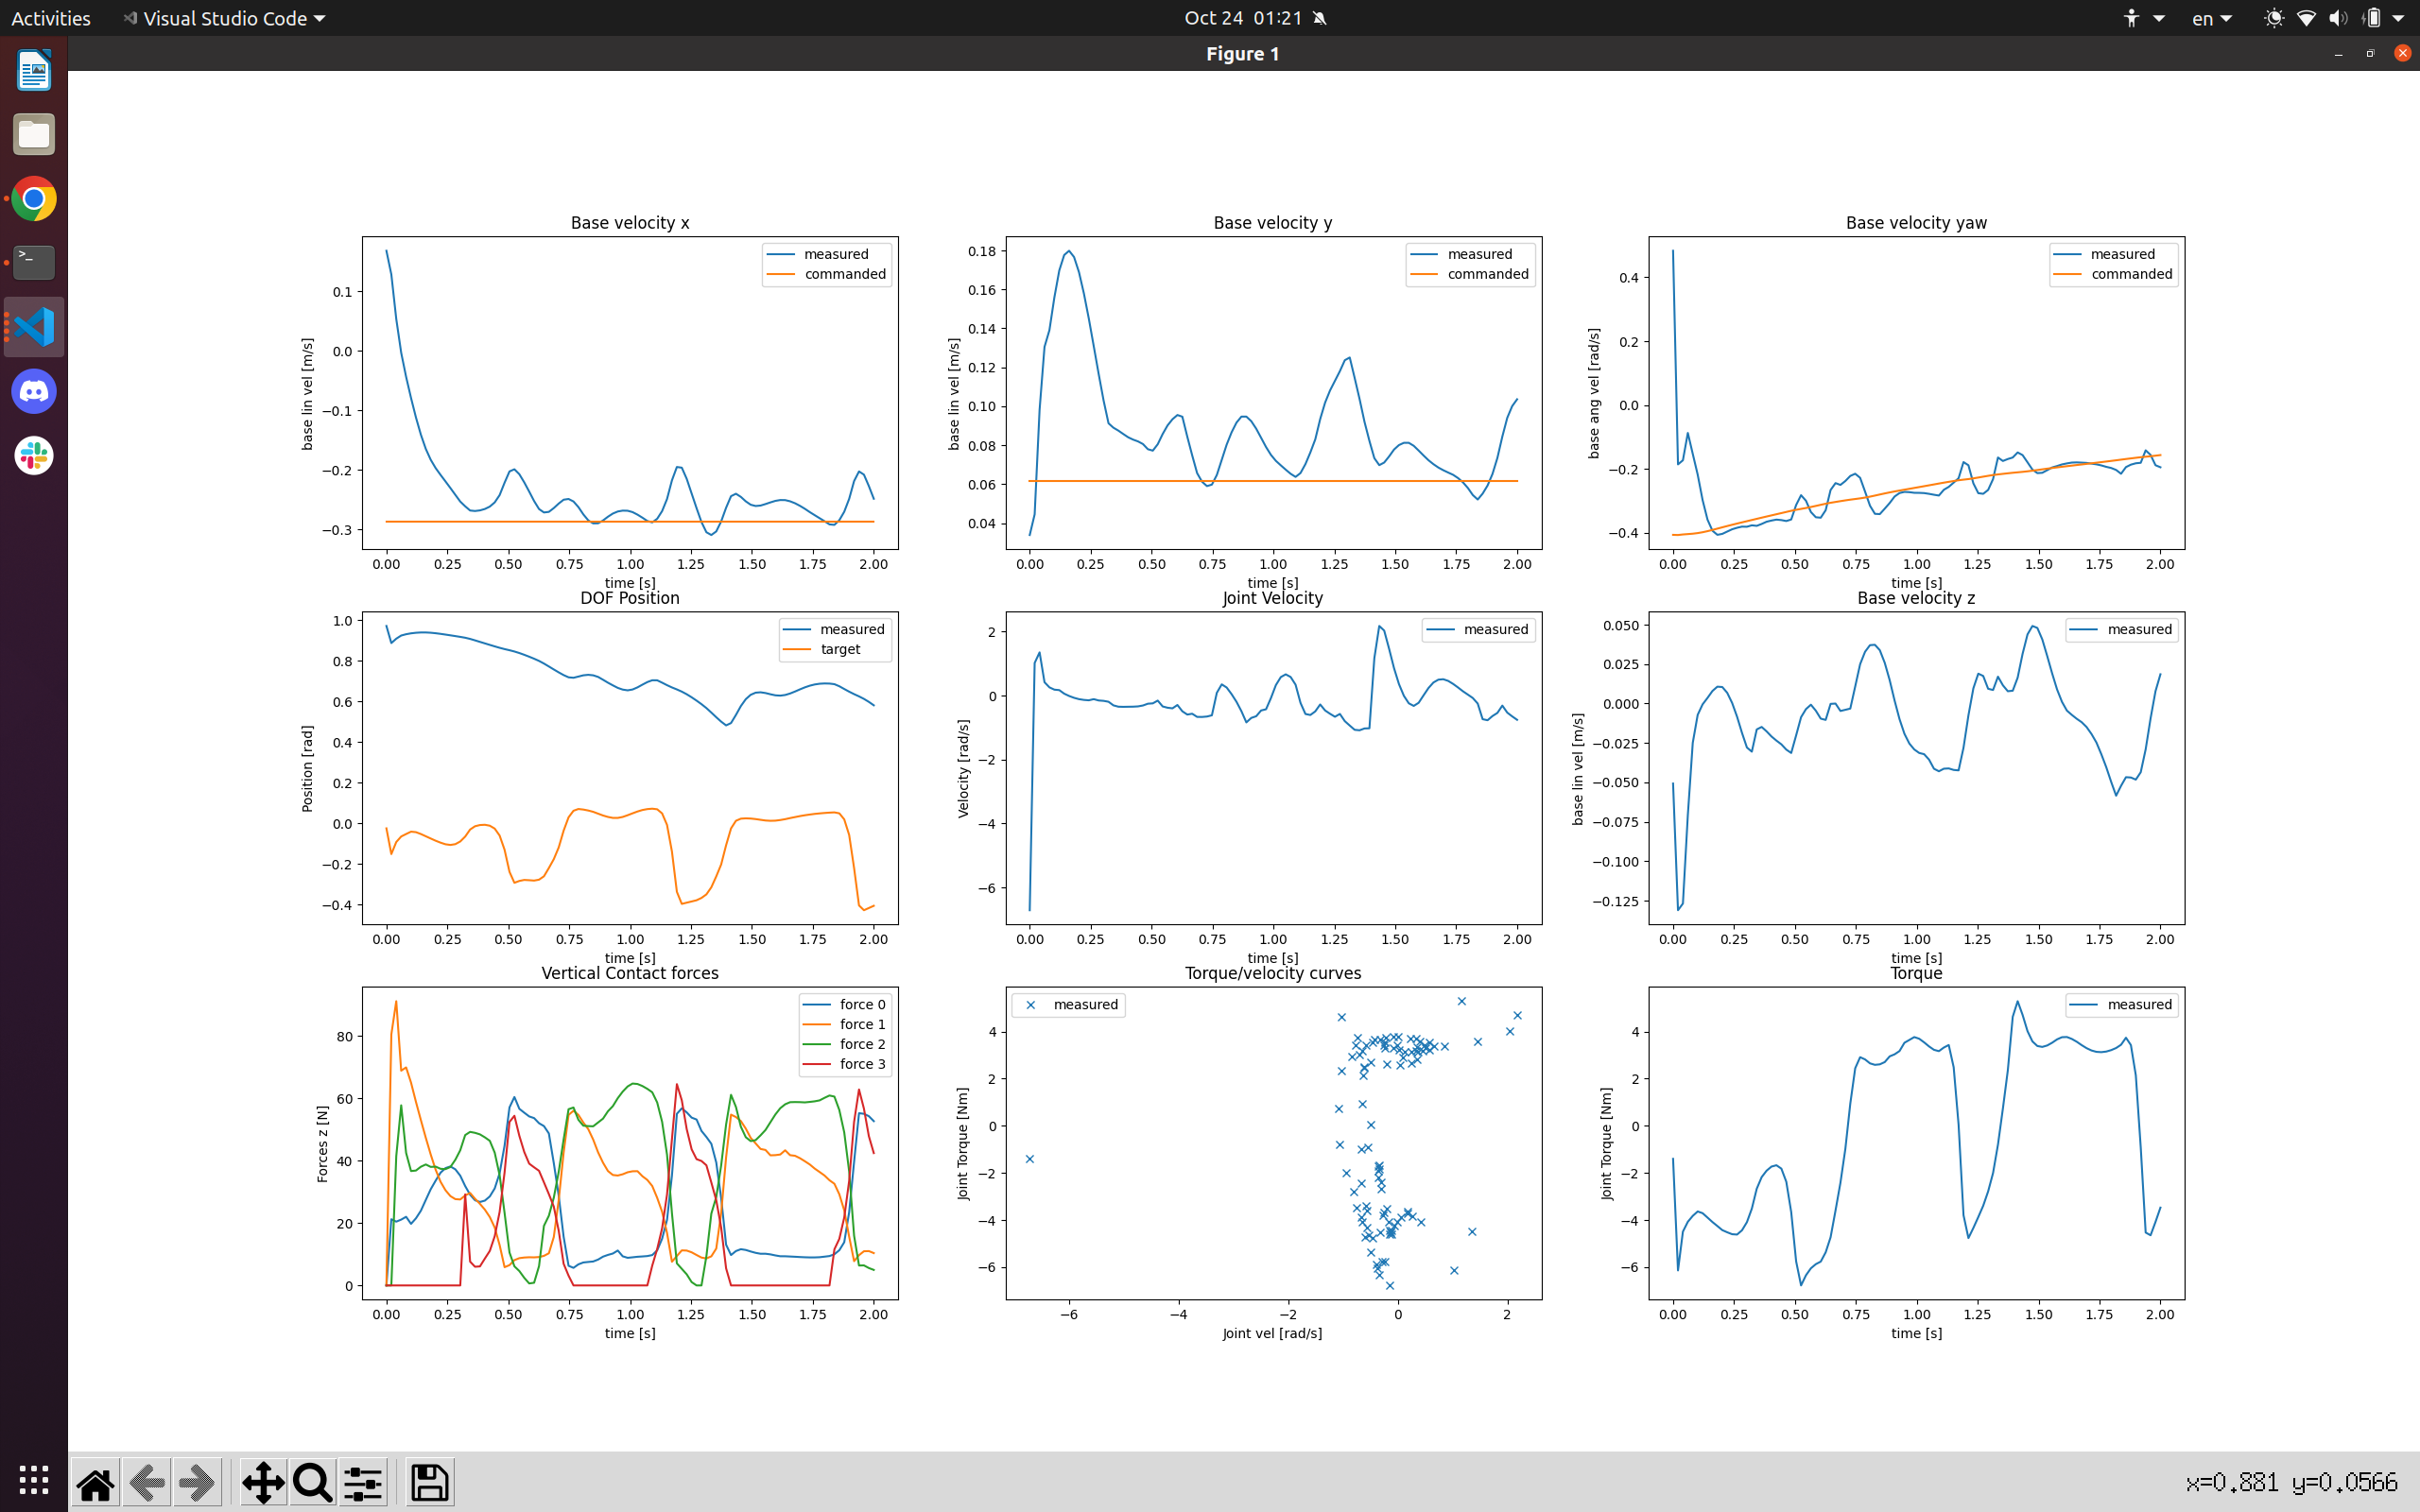 Activities Visual Studio Code Oct 24 01:21 en
Figure 1
Base velocity x
measured
commanded
0.1
0.0
−0.1
−0.2
−0.3
base lin vel [m/s]
0.00 0.25 0.50 0.75 1.00 1.25 1.50 1.75 2.00
time [s]
Base velocity y
measured
commanded
0.18
0.16
0.14
0.12
0.10
0.08
0.06
0.04
base lin vel [m/s]
0.00 0.25 0.50 0.75 1.00 1.25 1.50 1.75 2.00
time [s]
Base velocity yaw
measured
commanded
0.4
0.2
0.0
−0.2
−0.4
base ang vel [rad/s]
0.00 0.25 0.50 0.75 1.00 1.25 1.50 1.75 2.00
time [s]
DOF Position
measured
target
1.0
0.8
0.6
0.4
0.2
0.0
−0.2
−0.4
Position [rad]
0.00 0.25 0.50 0.75 1.00 1.25 1.50 1.75 2.00
time [s]
Joint Velocity
measured
2
0
−2
−4
−6
Velocity [rad/s]
0.00 0.25 0.50 0.75 1.00 1.25 1.50 1.75 2.00
time [s]
Base velocity z
measured
0.050
0.025
0.000
−0.025
−0.050
−0.075
−0.100
−0.125
base lin vel [m/s]
0.00 0.25 0.50 0.75 1.00 1.25 1.50 1.75 2.00
time [s]
Vertical Contact forces
force 0
force 1
force 2
force 3
80
60
40
20
0
Forces z [N]
0.00 0.25 0.50 0.75 1.00 1.25 1.50 1.75 2.00
time [s]
Torque/velocity curves
measured
4
2
0
−2
−4
−6
Joint Torque [Nm]
−6 −4 −2 0 2
Joint vel [rad/s]
Torque
measured
4
2
0
−2
−4
−6
Joint Torque [Nm]
0.00 0.25 0.50 0.75 1.00 1.25 1.50 1.75 2.00
time [s]
x=0.881 y=0.0566